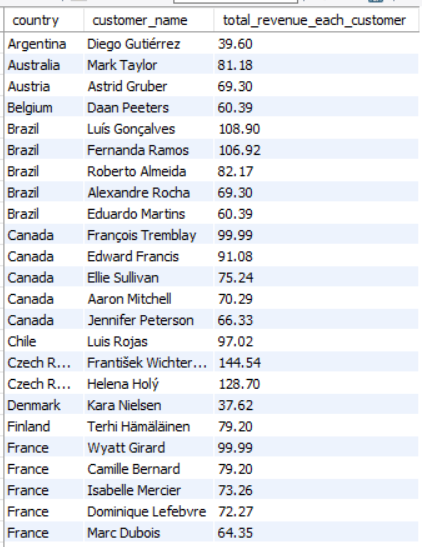 country customer_name total_revenue_each_customer
Argentina Diego Gutiérrez 39.60
Australia Mark Taylor 81.18
Austria Astrid Gruber 69.30
Belgium Daan Peeters 60.39
Brazil Luís Gonçalves 108.90
Brazil Fernanda Ramos 106.92
Brazil Roberto Almeida 82.17
Brazil Alexandre Rocha 69.30
Brazil Eduardo Martins 60.39
Canada François Tremblay 99.99
Canada Edward Francis 91.08
Canada Ellie Sullivan 75.24
Canada Aaron Mitchell 70.29
Canada Jennifer Peterson 66.33
Chile Luis Rojas 97.02
Czech R... František Wichter... 144.54
Czech R... Helena Holý 128.70
Denmark Kara Nielsen 37.62
Finland Terhi Hämäläinen 79.20
France Wyatt Girard 99.99
France Camille Bernard 79.20
France Isabelle Mercier 73.26
France Dominique Lefebvre 72.27
France Marc Dubois 64.35